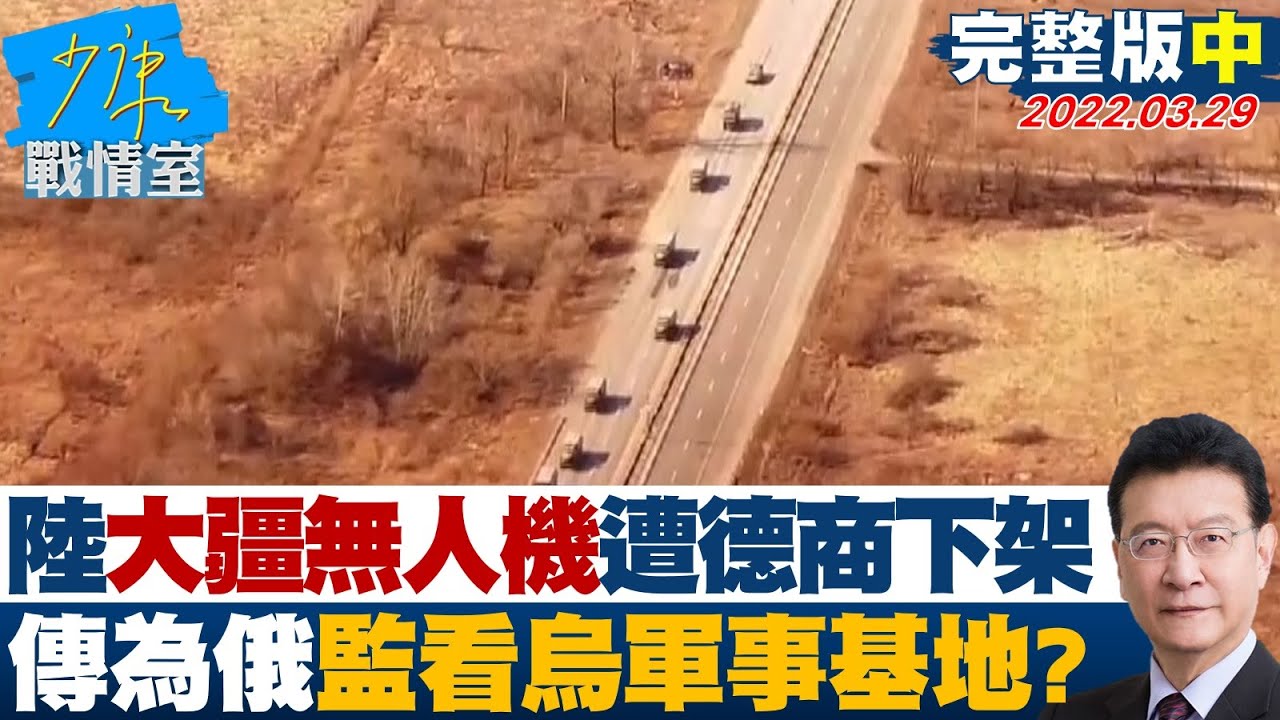 少康
戰情室
完整版中
2022.03.29
陸大疆無人機遭德商下架
傳為俄監看烏軍事基地?